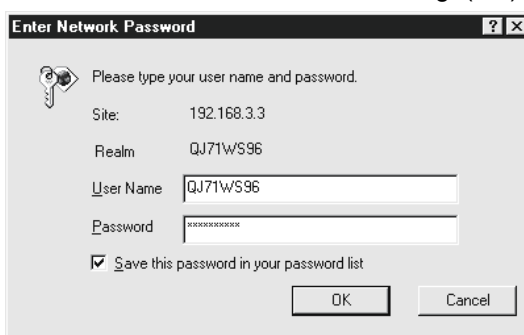 Enter Network Password
Please type your user name and password.
Site: 192.168.3.3
Realm QJ71WS96
User Name QJ71WS96
Password **********
Save this password in your password list
OK Cancel